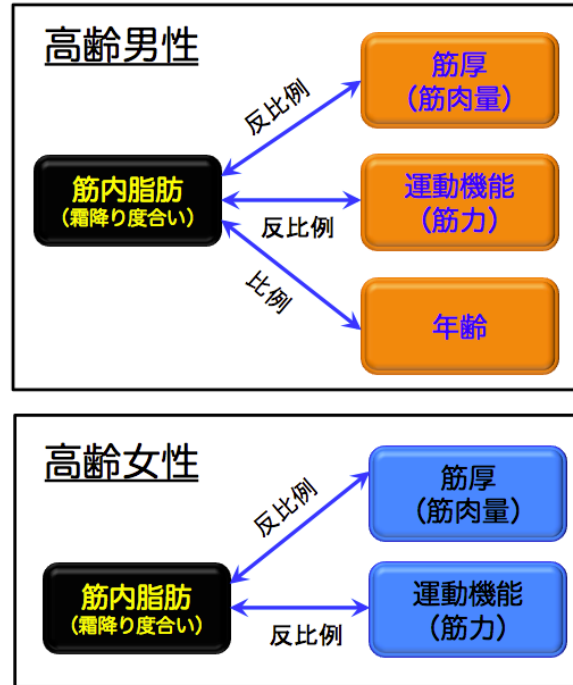 高齢男性
筋厚
(筋肉量)
反比例
筋内脂肪
(霜降り度合い)
運動機能
(筋力)
反比例
比例
年齢
高齢女性
筋厚
(筋肉量)
反比例
筋内脂肪
(霜降り度合い)
運動機能
(筋力)
反比例